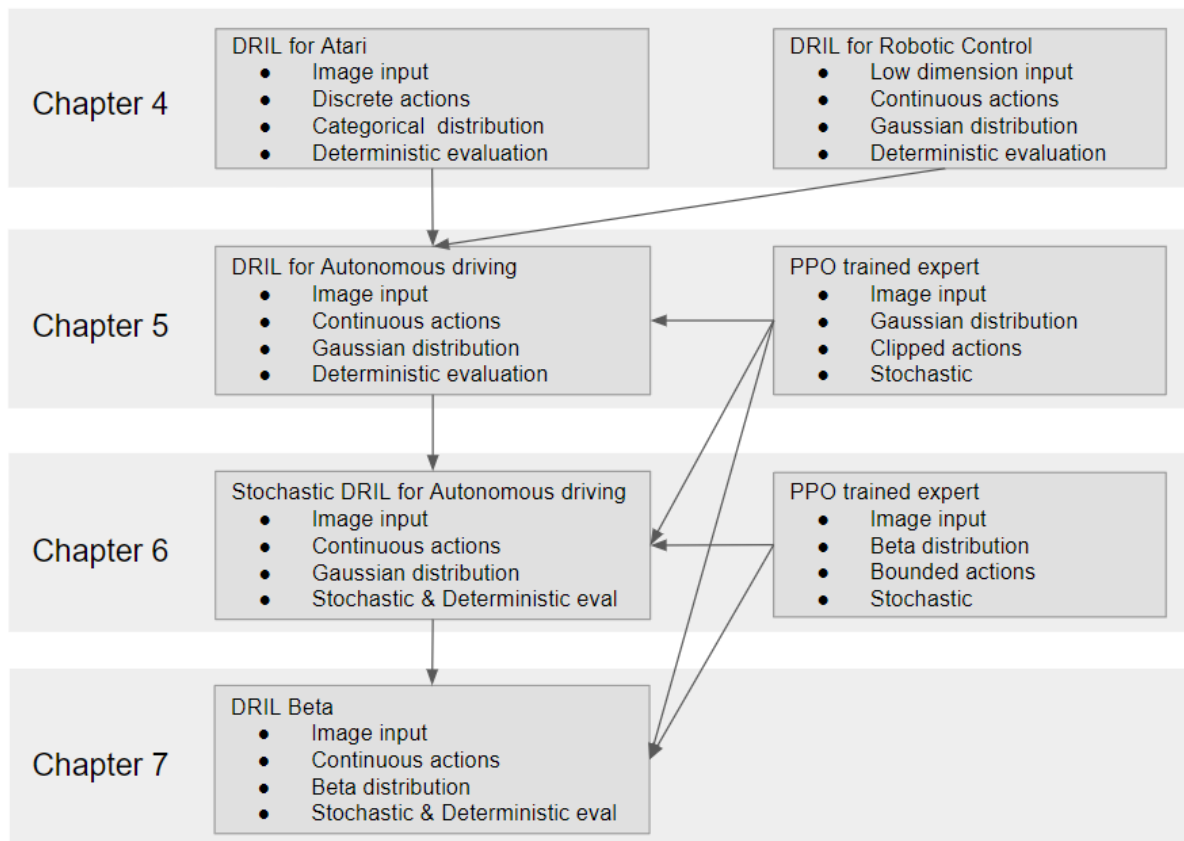 Chapter 4
DRIL for Atari
● Image input
● Discrete actions
● Categorical distribution
● Deterministic evaluation
DRIL for Robotic Control
● Low dimension input
● Continuous actions
● Gaussian distribution
● Deterministic evaluation
Chapter 5
DRIL for Autonomous driving
● Image input
● Continuous actions
● Gaussian distribution
● Deterministic evaluation
PPO trained expert
● Image input
● Gaussian distribution
● Clipped actions
● Stochastic
Chapter 6
Stochastic DRIL for Autonomous driving
● Image input
● Continuous actions
● Gaussian distribution
● Stochastic & Deterministic eval
PPO trained expert
● Image input
● Beta distribution
● Bounded actions
● Stochastic
Chapter 7
DRIL Beta
● Image input
● Continuous actions
● Beta distribution
● Stochastic & Deterministic eval